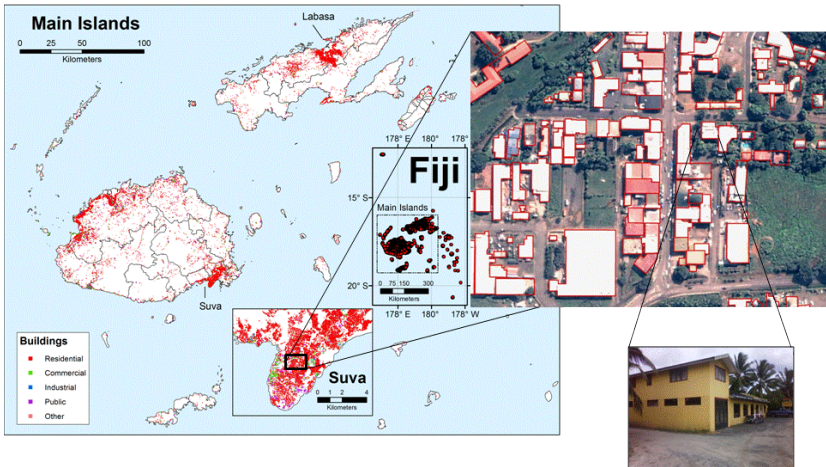 Main Islands
0 25 50 100
Kilometers
Labasa
Suva
178° E 180° 178°
Fiji
15° S
Main Islands
20° S
0 75 150 300
Kilometers
178° E 180° 178° W
Buildings
Residential
Commercial
Industrial
Public
Other
Suva
0 1 2 4
Kilometers